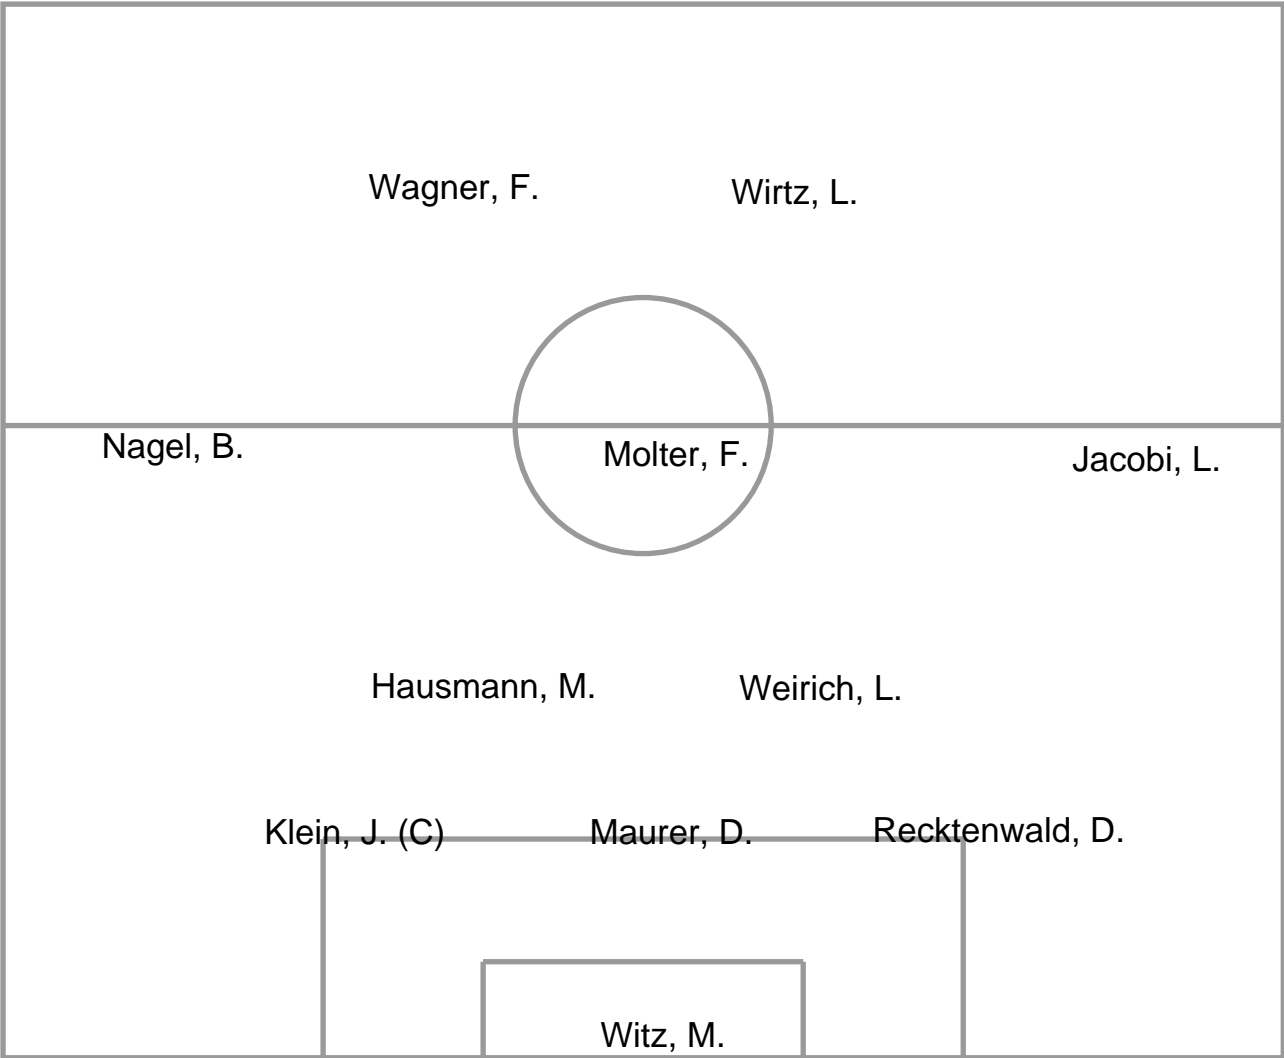 Wagner, F.
Wirtz, L.
Nagel, B.
Molter, F.
Jacobi, L.
Hausmann, M.
Weirich, L.
Klein, J. (C)
Maurer, D.
Recktenwald, D.
Witz, M.